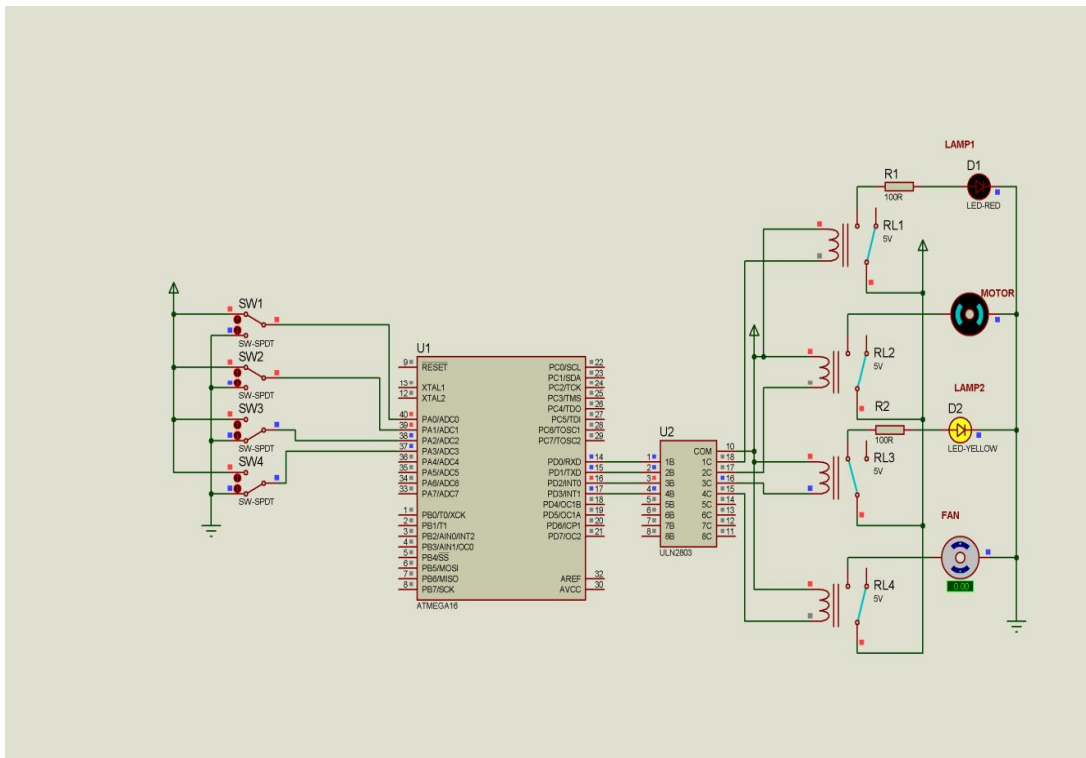 LAMP1
R1
100R
D1
LED-RED
RL1
5V
MOTOR
SW1
SW-SPDT
SW2
SW-SPDT
SW3
SW-SPDT
SW4
SW-SPDT
U1
9 RESET
13 XTAL1
12 XTAL2
40 PA0/ADC0
39 PA1/ADC1
38 PA2/ADC2
37 PA3/ADC3
36 PA4/ADC4
35 PA5/ADC5
34 PA6/ADC6
33 PA7/ADC7
1 PB0/T0/XCK
2 PB1/T1
3 PB2/AIN0/INT2
4 PB3/AIN1/OC0
5 PB4/SS
6 PB5/MOSI
7 PB6/MISO
8 PB7/SCK
PC0/SCL 22
PC1/SDA 23
PC2/TCK 24
PC3/TMS 25
PC4/TDO 26
PC5/TDI 27
PC6/TOSC1 28
PC7/TOSC2 29
PD0/RXD 14
PD1/TXD 15
PD2/INT0 16
PD3/INT1 17
PD4/OC1B 18
PD5/OC1A 19
PD6/ICP1 20
PD7/OC2 21
AREF 32
AVCC 30
ATMEGA16
U2
COM 10
1 1B 1C 18
2 2B 2C 17
3 3B 3C 16
4 4B 4C 15
5 5B 5C 14
6 6B 6C 13
7 7B 7C 12
8 8B 8C 11
ULN2803
RL2
5V
LAMP2
R2
100R
D2
LED-YELLOW
RL3
5V
FAN
0.00
RL4
5V